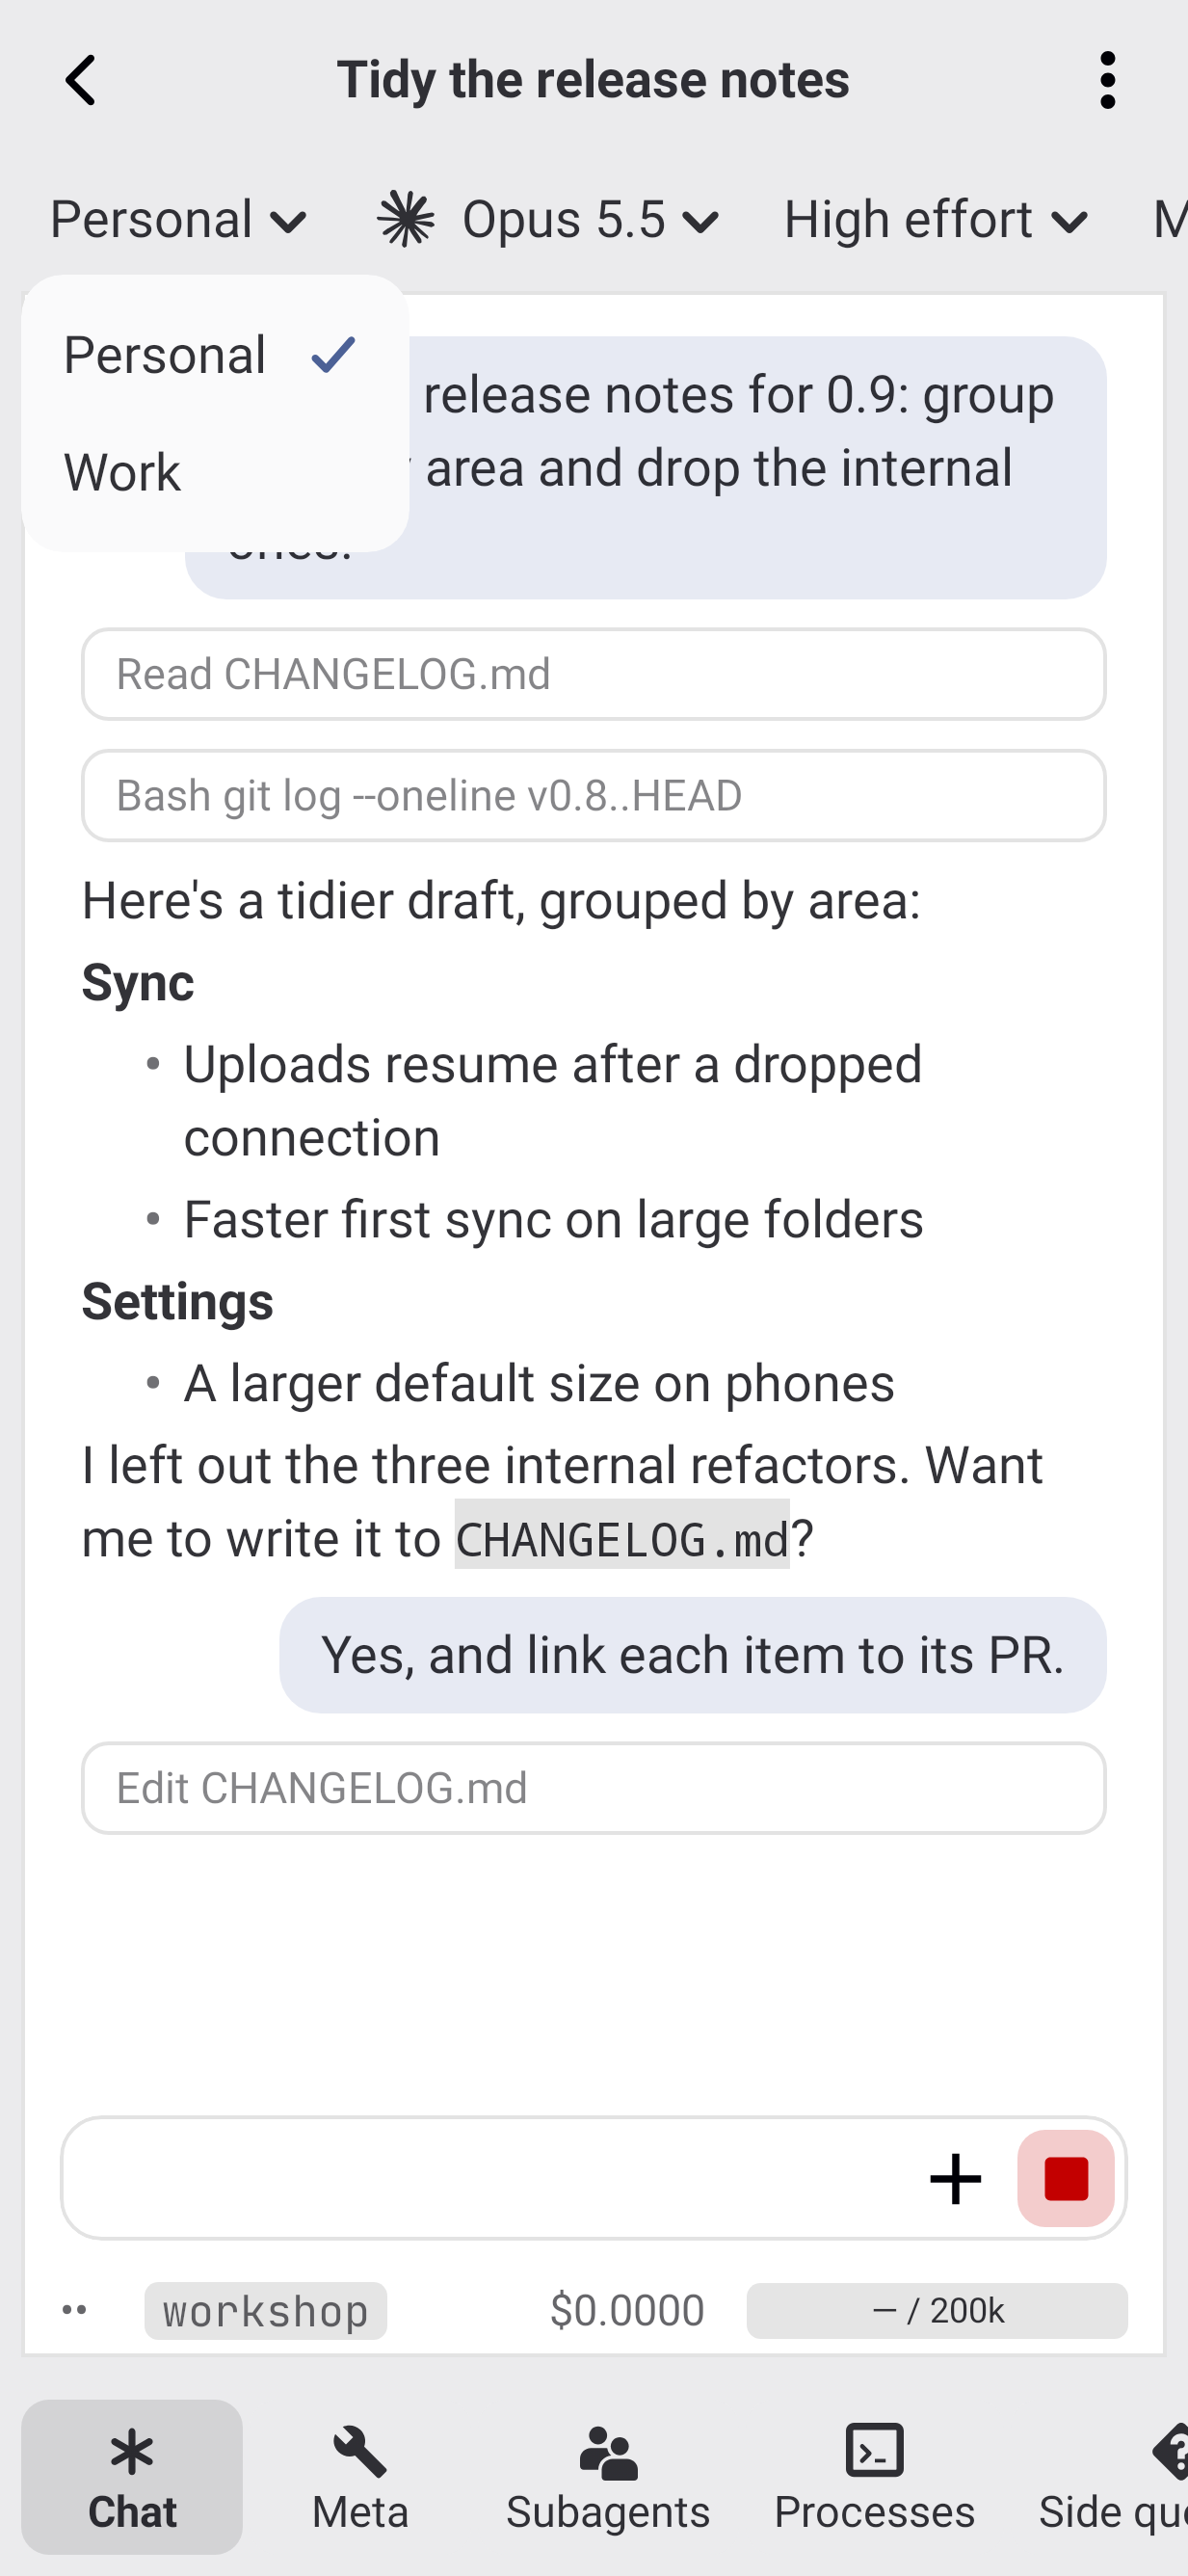 Tidy the release notes
Personal Opus 5.5 High effort M
Personal
Work
release notes for 0.9: group
area and drop the internal
ones.
Read CHANGELOG.md
Bash git log --oneline v0.8..HEAD
Here's a tidier draft, grouped by area:
Sync
• Uploads resume after a dropped
connection
• Faster first sync on large folders
Settings
• A larger default size on phones
I left out the three internal refactors. Want
me to write it to CHANGELOG.md?
Yes, and link each item to its PR.
Edit CHANGELOG.md
workshop $0.0000 — / 200k
Chat Meta Subagents Processes Side que